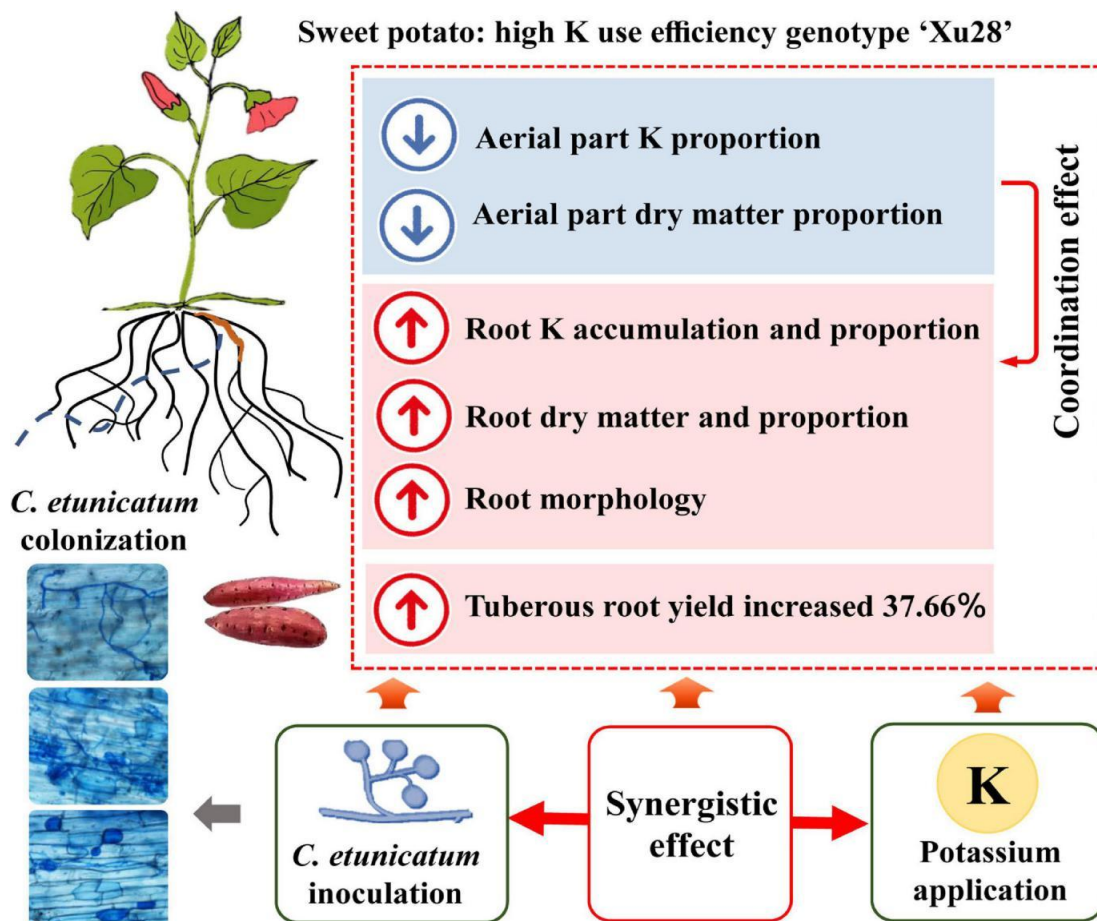 Sweet potato: high K use efficiency genotype ‘Xu28’
Aerial part K proportion
Aerial part dry matter proportion
Root K accumulation and proportion
Root dry matter and proportion
Root morphology
Tuberous root yield increased 37.66%
Coordination effect
C. etunicatum
colonization
C. etunicatum
inoculation
Synergistic
effect
K
Potassium
application